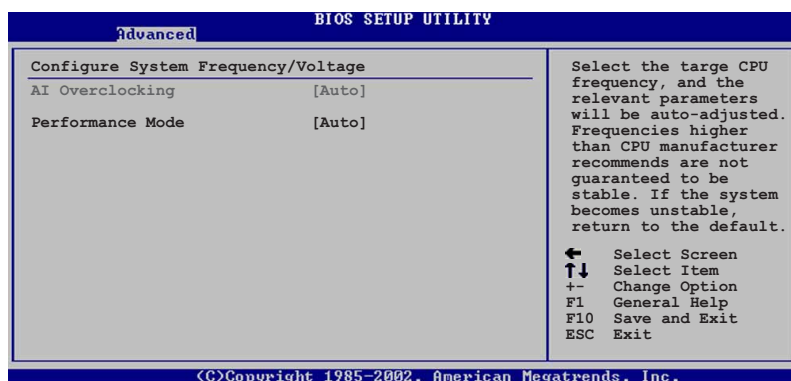 BIOS SETUP UTILITY
Advanced
Configure System Frequency/Voltage
AI Overclocking [Auto]
Performance Mode [Auto]
Select the targe CPU
frequency, and the
relevant parameters
will be auto-adjusted.
Frequencies higher
than CPU manufacturer
recommends are not
guaranteed to be
stable. If the system
becomes unstable,
return to the default.
← Select Screen
↑↓ Select Item
+- Change Option
F1 General Help
F10 Save and Exit
ESC Exit
(C)Copyright 1985-2002, American Megatrends, Inc.